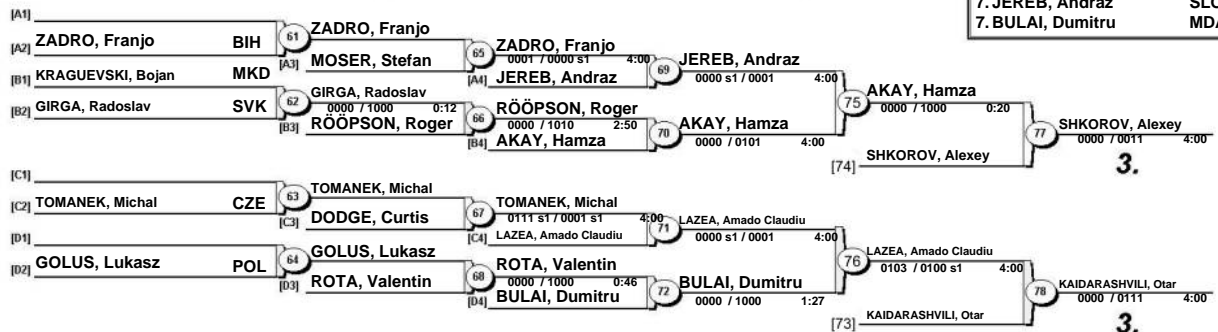 7. JEREB, Andraz
7. BULAI, Dumitru
[A1]
[A2] ZADRO, Franjo BIH
61 ZADRO, Franjo
[A3] MOSER, Stefan
65 ZADRO, Franjo
0001 / 0000 s1 4:00
[A4] JEREB, Andraz
69 JEREB, Andraz
0000 s1 / 0001 4:00
[B1] KRAGUEVSKI, Bojan MKD
[B2] GIRGA, Radoslav SVK
62 GIRGA, Radoslav
0000 / 1000 0:12
[B3] RÖÖPSON, Roger
66 RÖÖPSON, Roger
0000 / 1010 2:50
[B4] AKAY, Hamza
70 AKAY, Hamza
0000 / 0101 4:00
75 AKAY, Hamza
0000 / 1000 0:20
[74] SHKOROV, Alexey
77 SHKOROV, Alexey
0000 / 0011 4:00
3.
[C1]
[C2] TOMANEK, Michal CZE
63 TOMANEK, Michal
[C3] DODGE, Curtis
67 TOMANEK, Michal
0111 s1 / 0001 s1 4:00
[C4] LAZEA, Amado Claudiu
71 LAZEA, Amado Claudiu
0000 s1 / 0001 4:00
[D1]
[D2] GOLUS, Lukasz POL
64 GOLUS, Lukasz
[D3] ROTA, Valentin
68 ROTA, Valentin
0000 / 1000 0:46
[D4] BULAI, Dumitru
72 BULAI, Dumitru
0000 / 1000 1:27
76 LAZEA, Amado Claudiu
0103 / 0100 s1 4:00
[73] KAIDARASHVILI, Otar
78 KAIDARASHVILI, Otar
0000 / 0111 4:00
3.